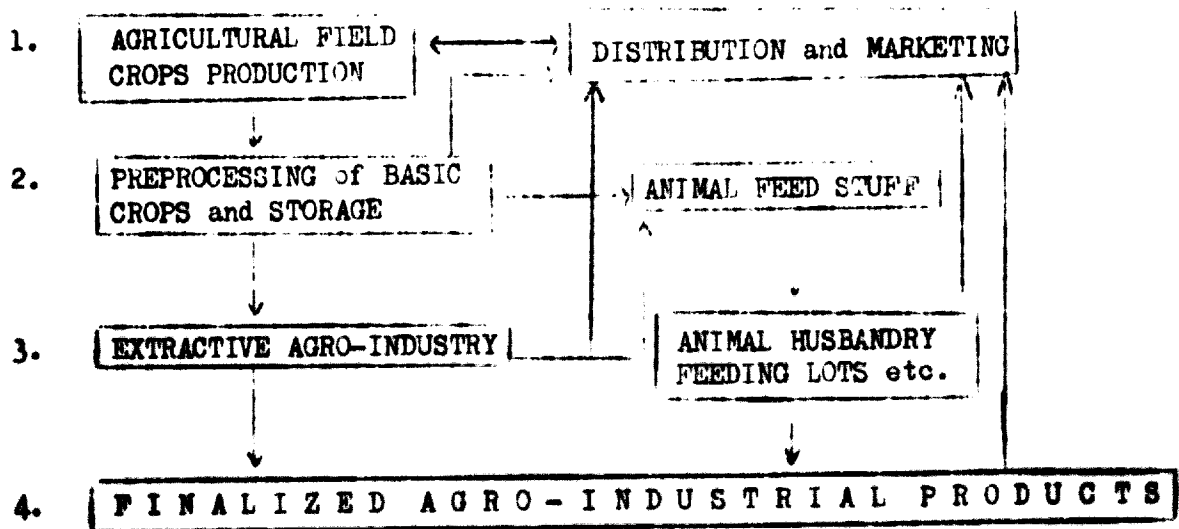 1. AGRICULTURAL FIELD
CROPS PRODUCTION
DISTRIBUTION and MARKETING
2. PREPROCESSING of BASIC
CROPS and STORAGE
ANIMAL FEED STUFF
3. EXTRACTIVE AGRO-INDUSTRY
ANIMAL HUSBANDRY
FEEDING LOTS etc.
4. FINALIZED AGRO-INDUSTRIAL PRODUCTS